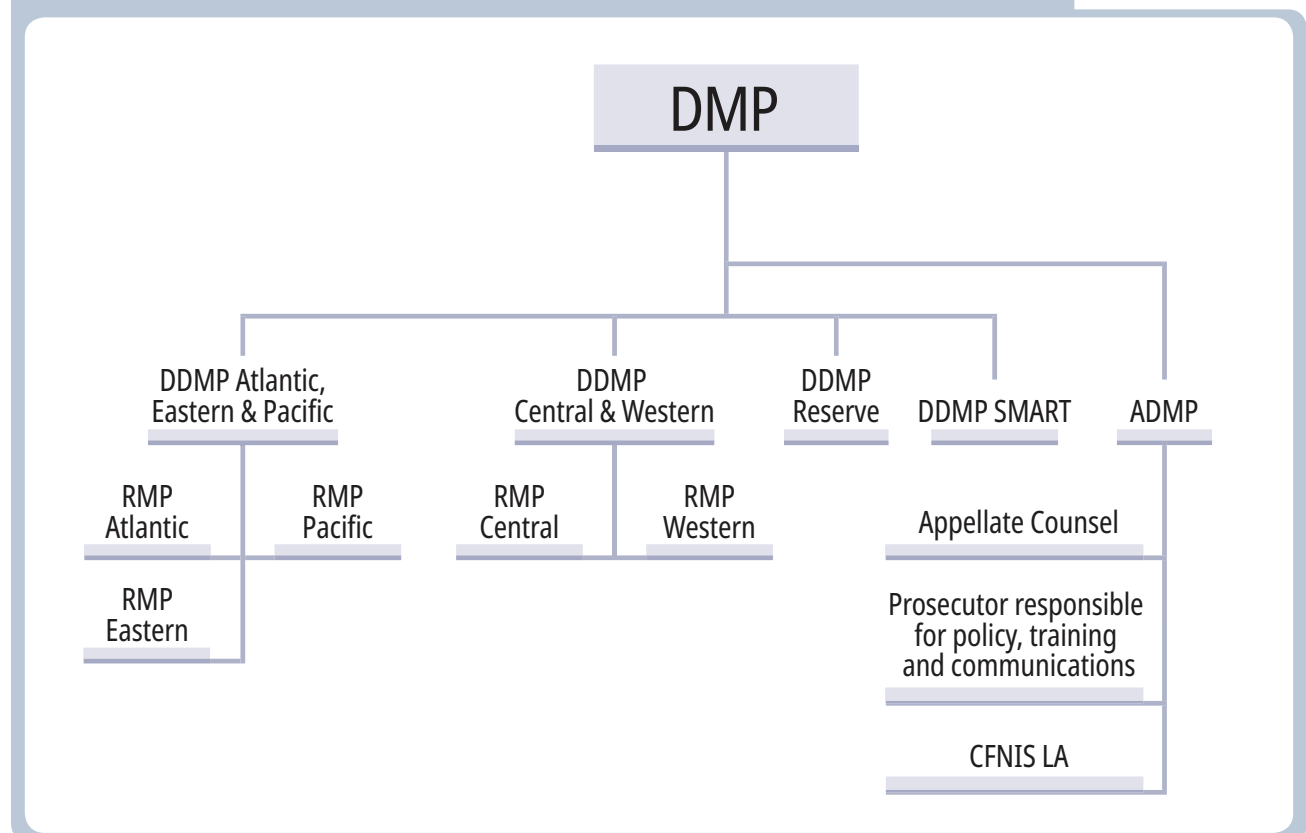 DMP
DDMP Atlantic,
Eastern & Pacific
DDMP
Central & Western
DDMP
Reserve
DDMP SMART
ADMP
RMP
Atlantic
RMP
Pacific
RMP
Central
RMP
Western
RMP
Eastern
Appellate Counsel
Prosecutor responsible
for policy, training
and communications
CFNIS LA